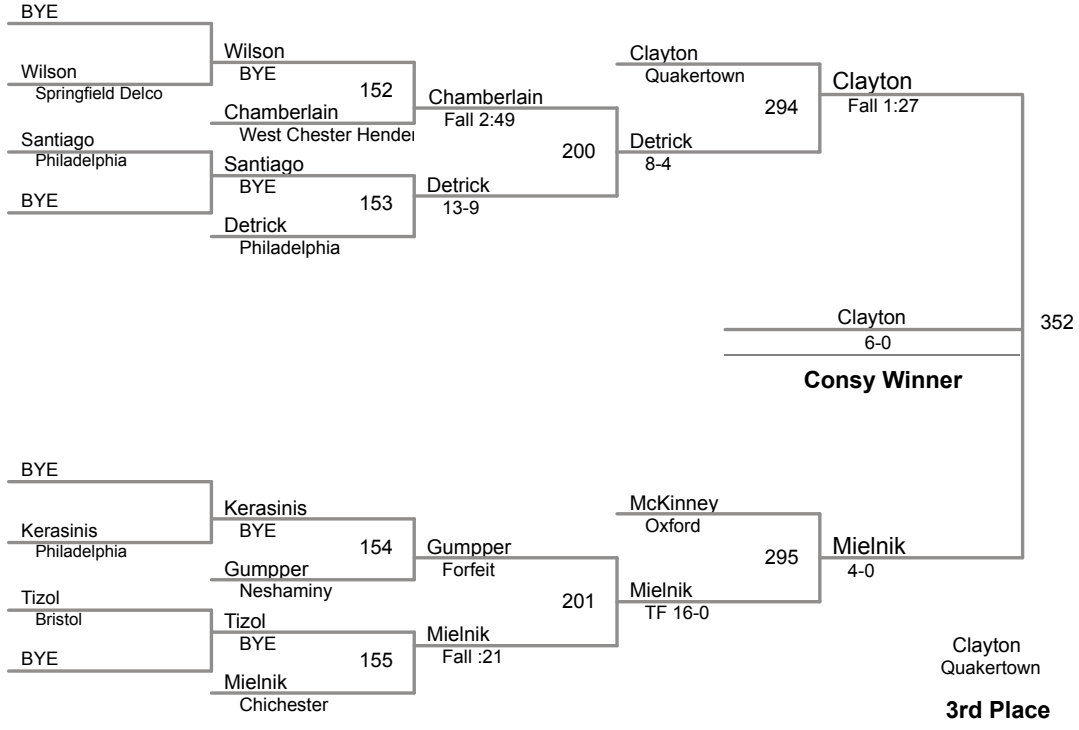 BYE
Wilson
Springfield Delco
Santiago
Philadelphia
BYE
Wilson
BYE
152
Chamberlain
West Chester Hender
Santiago
BYE
153
Detrick
Philadelphia
Chamberlain
Fall 2:49
200
Detrick
13-9
Clayton
Quakertown
294
Detrick
8-4
Clayton
Fall 1:27
Clayton
352
6-0
Consy Winner
BYE
Kerasinis
Philadelphia
Tizol
Bristol
BYE
Kerasinis
BYE
154
Gumpper
Neshaminy
Tizol
BYE
155
Mielnik
Chichester
Gumpper
Forfeit
201
Mielnik
Fall :21
McKinney
Oxford
295
Mielnik
TF 16-0
Mielnik
4-0
Clayton
Quakertown
3rd Place